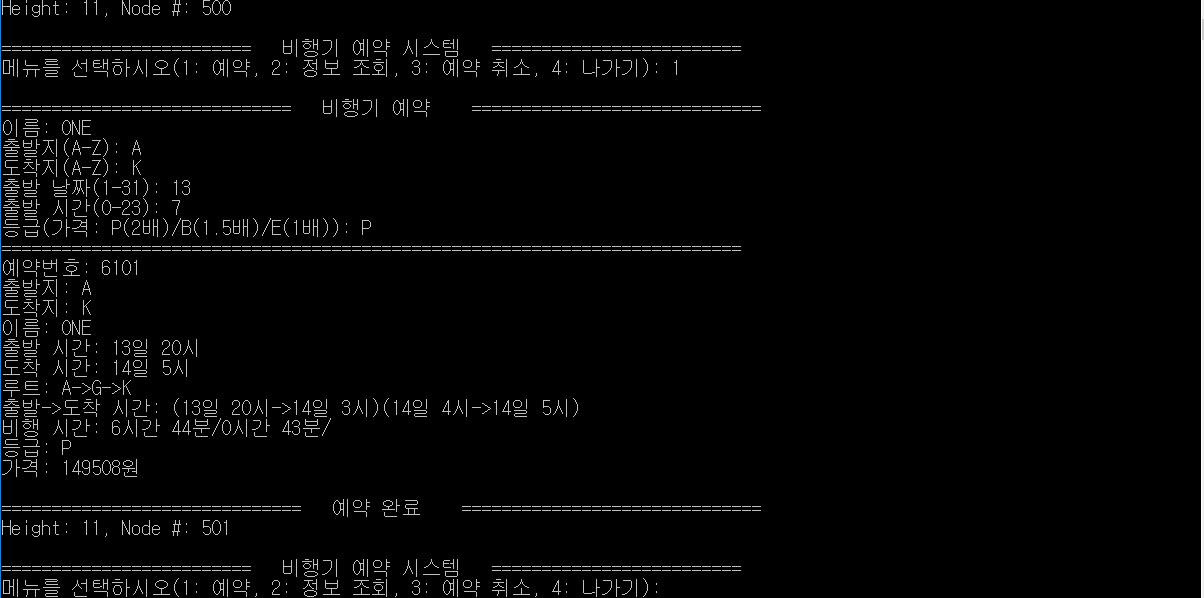 Height: 11, Node #: 500
========================= 비행기 예약 시스템 =========================
메뉴를 선택하시오(1: 예약, 2: 정보 조회, 3: 예약 취소, 4: 나가기): 1
============================= 비행기 예약 =============================
이름: ONE
출발지(A-Z): A
도착지(A-Z): K
출발 날짜(1-31): 13
출발 시간(0-23): 7
등급(가격: P(2배)/B(1.5배)/E(1배)): P
==========================================================================
예약번호: 6101
출발지: A
도착지: K
이름: ONE
출발 시간: 13일 20시
도착 시간: 14일 5시
루트: A->G->K
출발->도착 시간: (13일 20시->14일 3시)(14일 4시->14일 5시)
비행 시간: 6시간 44분/0시간 43분/
등급: P
가격: 149508원
============================== 예약 완료 ==============================
Height: 11, Node #: 501
========================= 비행기 예약 시스템 =========================
메뉴를 선택하시오(1: 예약, 2: 정보 조회, 3: 예약 취소, 4: 나가기):